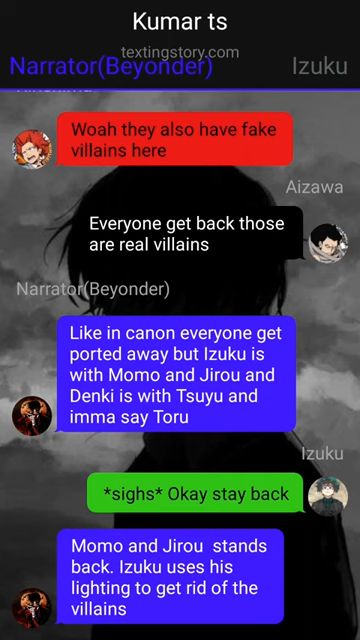 Kumar ts
textingstory.com
Narrator(Beyonder)
Izuku
Woah they also have fake
villains here
Aizawa
Everyone get back those
are real villains
Narrator(Beyonder)
Like in canon everyone get
ported away but Izuku is
with Momo and Jirou and
Denki is with Tsuyu and
imma say Toru
Izuku
*sighs* Okay stay back
Momo and Jirou  stands
back. Izuku uses his
lighting to get rid of the
villains